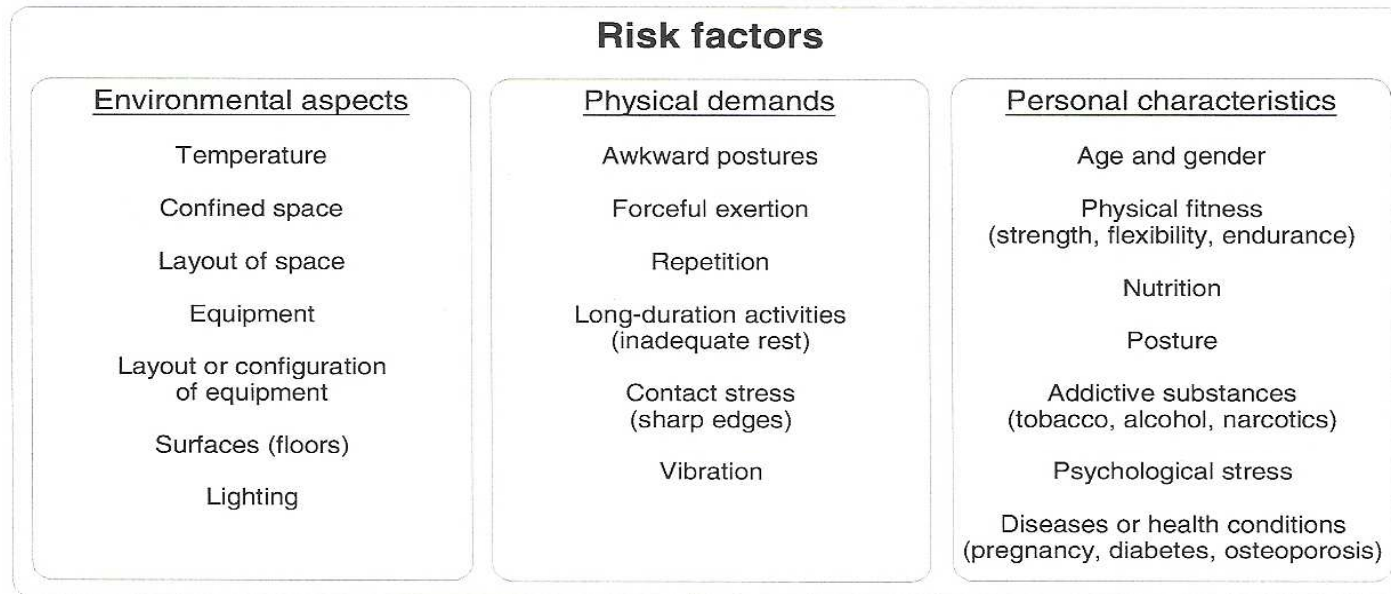 Risk factors
Environmental aspects
Temperature
Confined space
Layout of space
Equipment
Layout or configuration
of equipment
Surfaces (floors)
Lighting
Physical demands
Awkward postures
Forceful exertion
Repetition
Long-duration activities
(inadequate rest)
Contact stress
(sharp edges)
Vibration
Personal characteristics
Age and gender
Physical fitness
(strength, flexibility, endurance)
Nutrition
Posture
Addictive substances
(tobacco, alcohol, narcotics)
Psychological stress
Diseases or health conditions
(pregnancy, diabetes, osteoporosis)